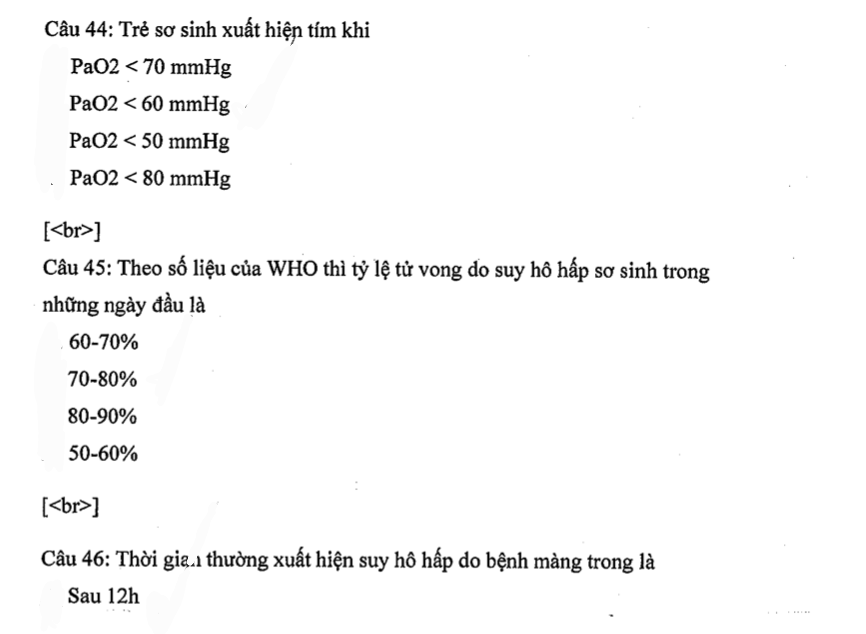 Câu 44: Trẻ sơ sinh xuất hiện tím khi
PaO2 < 70 mmHg
PaO2 < 60 mmHg
PaO2 < 50 mmHg
PaO2 < 80 mmHg
[<br>]
Câu 45: Theo số liệu của WHO thì tỷ lệ tử vong do suy hô hấp sơ sinh trong
những ngày đầu là
60-70%
70-80%
80-90%
50-60%
[<br>]
Câu 46: Thời gian thường xuất hiện suy hô hấp do bệnh màng trong là
Sau 12h